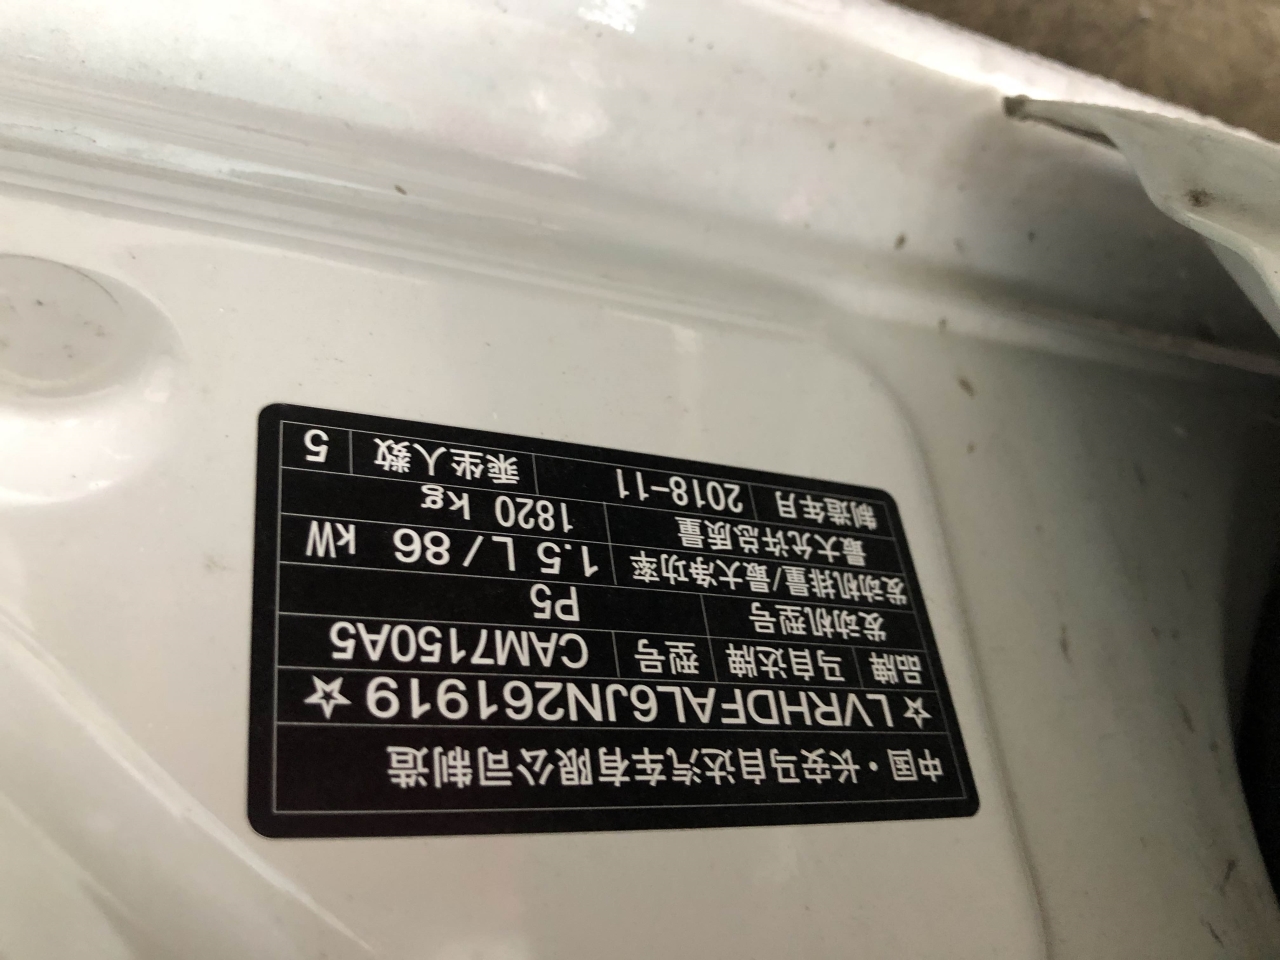 中国·长安马自达汽车有限公司制造
☆LVRHDFAL6JN261919☆
品牌 马自达牌 型号 CAM7150A5
发动机型号 P5
发动机排量/最大净功率 1.5 L/86 kW
最大允许总质量 1820 kg
制造年月 2018-11 乘坐人数 5